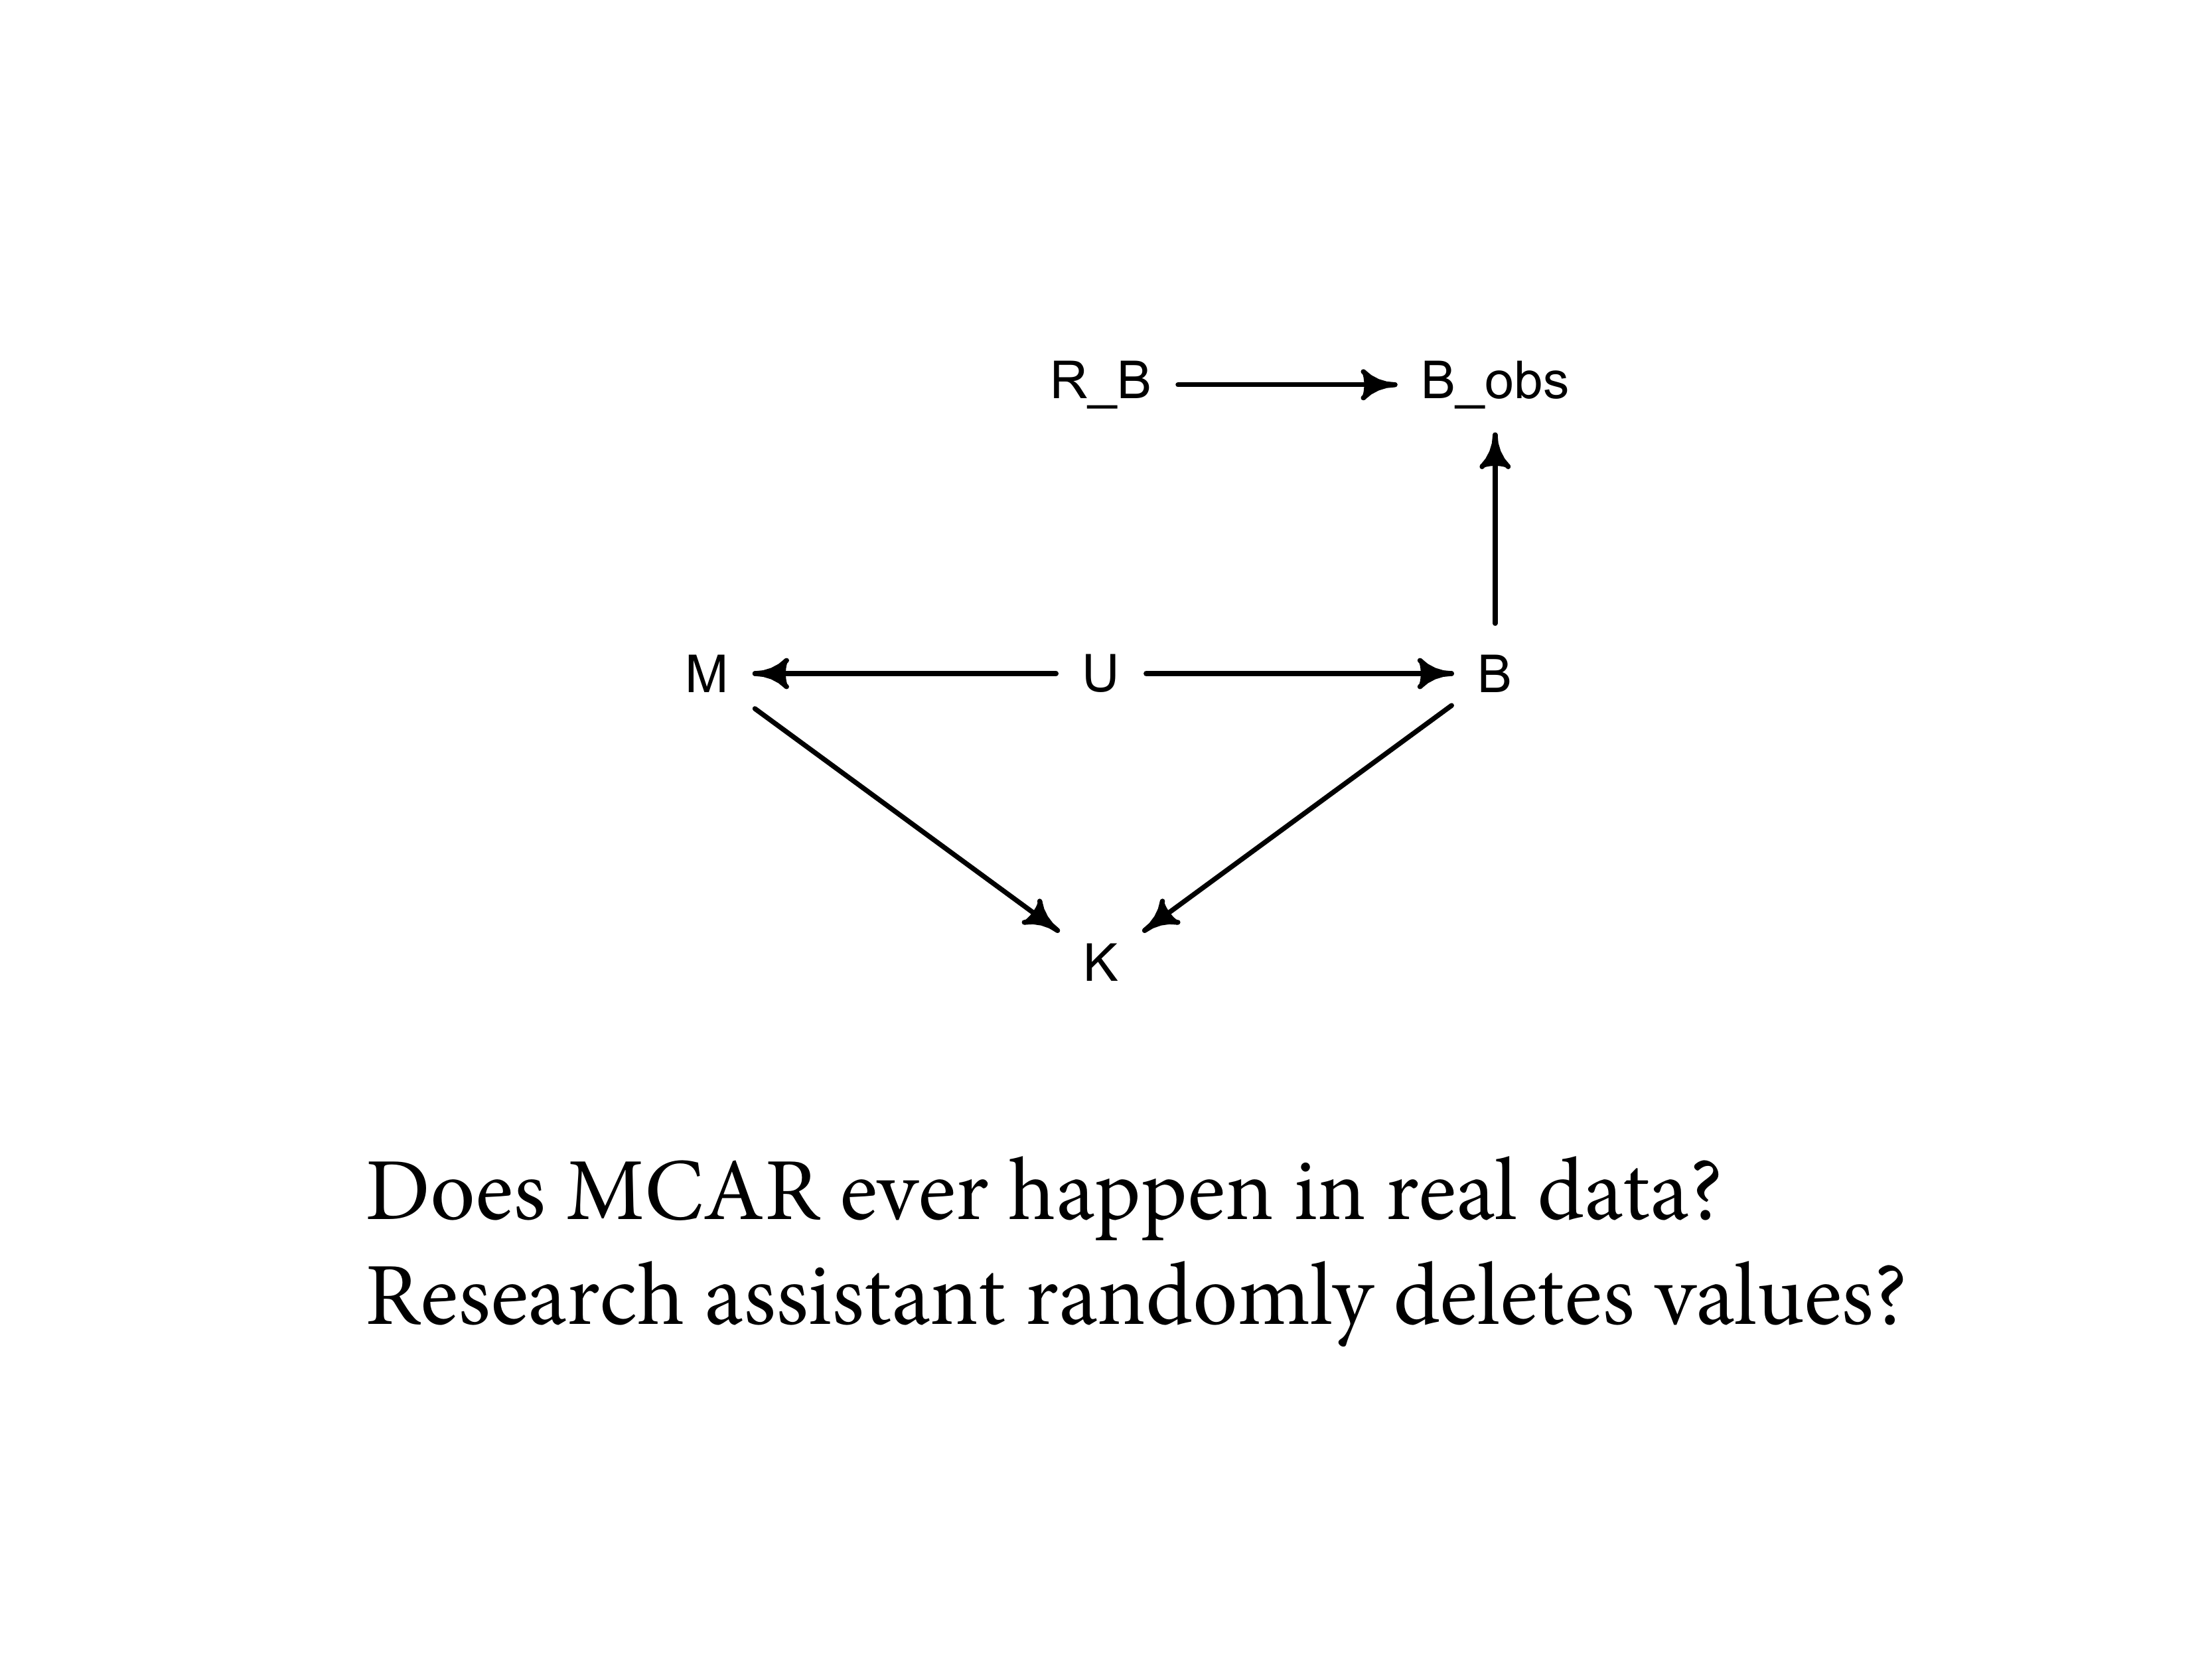 R_B B_obs
M U B
K
Does MCAR ever happen in real data?
Research assistant randomly deletes values?